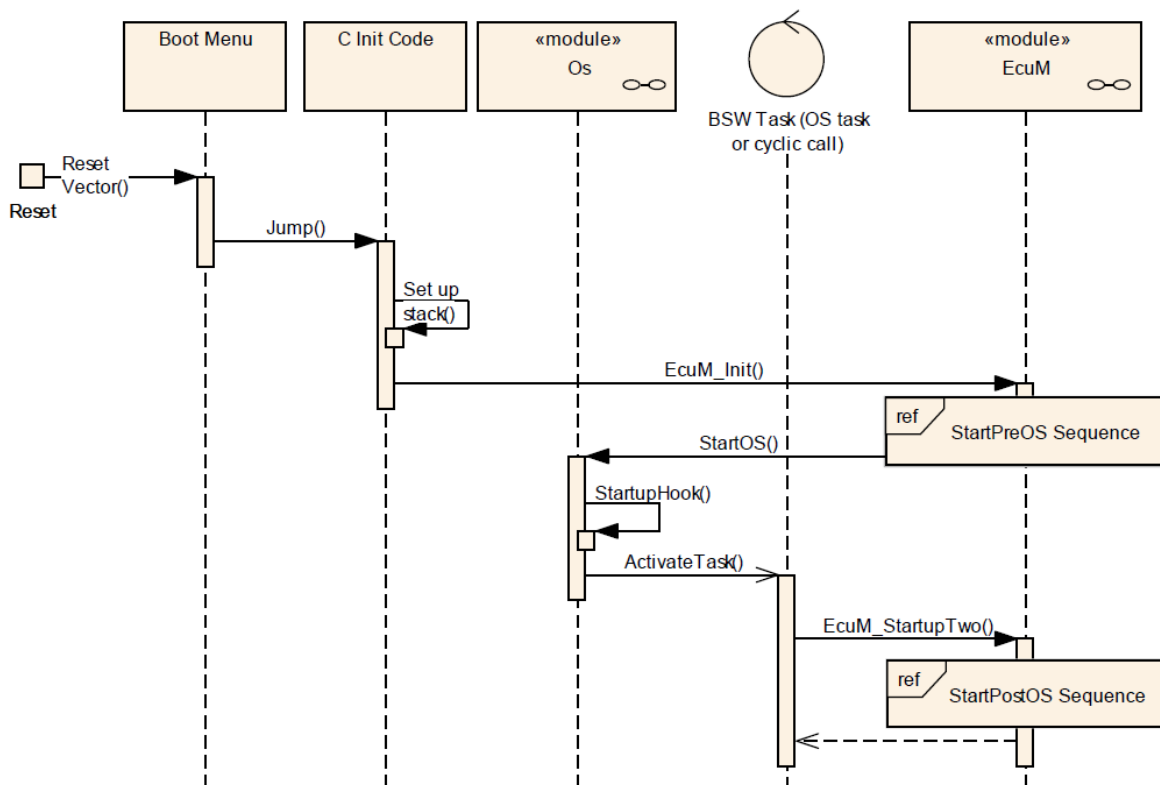 Boot Menu
C Init Code
«module»
Os
«module»
EcuM
BSW Task (OS task
or cyclic call)
Reset
Vector()
Reset
Jump()
Set up
stack()
EcuM_Init()
ref
StartPreOS Sequence
StartOS()
StartupHook()
ActivateTask()
EcuM_StartupTwo()
ref
StartPostOS Sequence